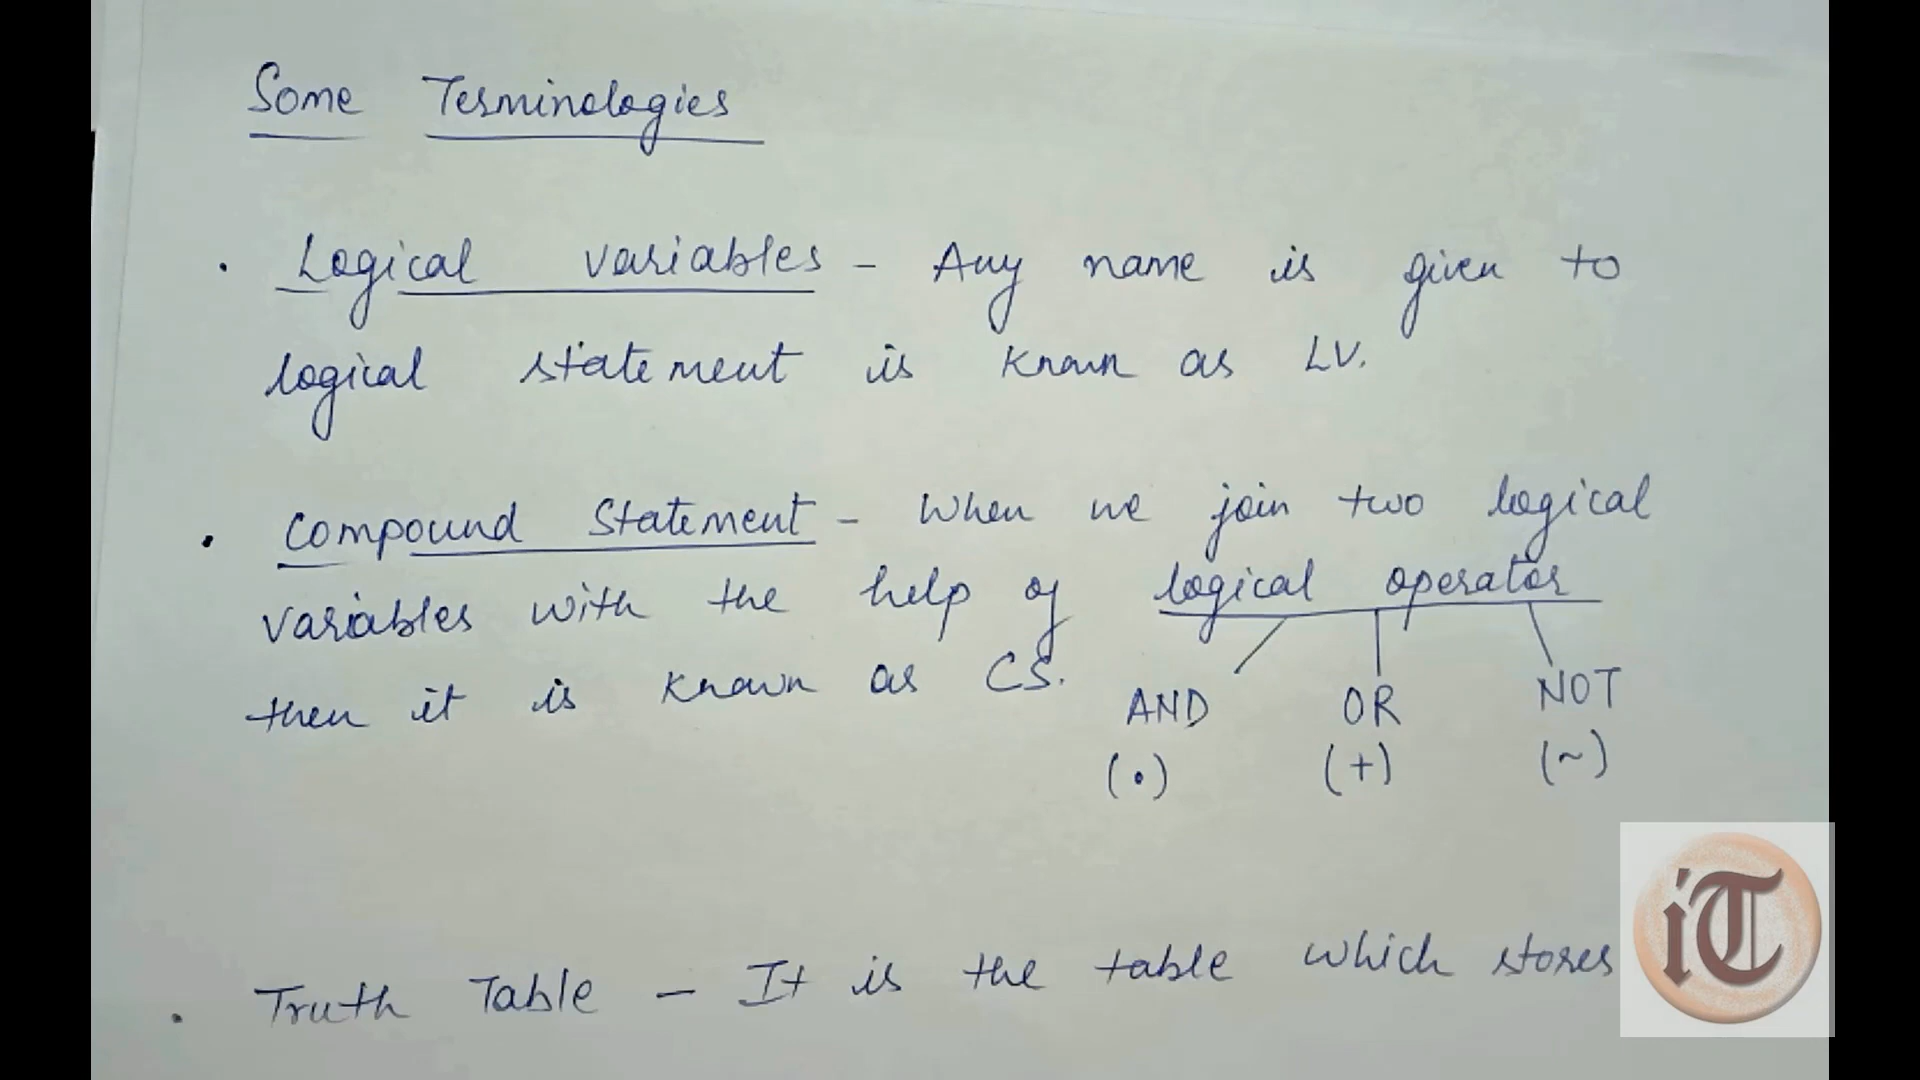 Some Terminologies
. Logical variables - Any name is given to
logical statement is known as LV.
. Compound Statement - When we join two logical
variables with the help of logical operator
then it is known as CS.
AND OR NOT
(•) (+) (~)
. Truth Table - It is the table which stores
iT